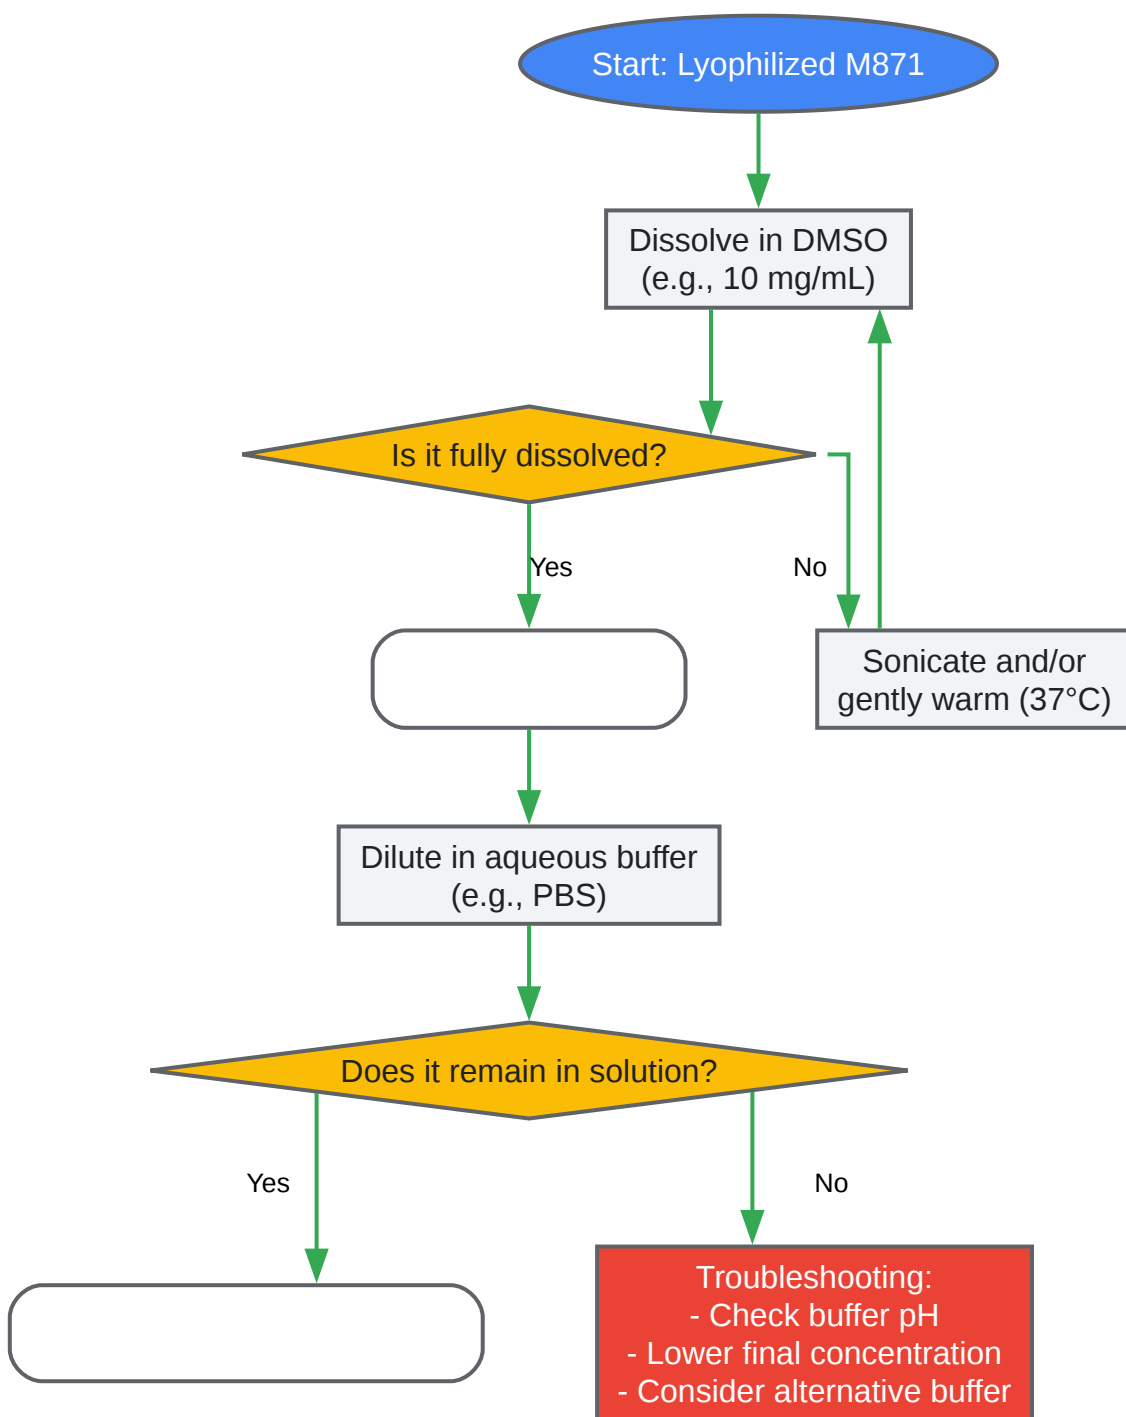 Start: Lyophilized M871
Dissolve in DMSO
(e.g., 10 mg/mL)
Is it fully dissolved?
Yes
No
Sonicate and/or
gently warm (37°C)
Dilute in aqueous buffer
(e.g., PBS)
Does it remain in solution?
Yes
No
Troubleshooting:
- Check buffer pH
- Lower final concentration
- Consider alternative buffer